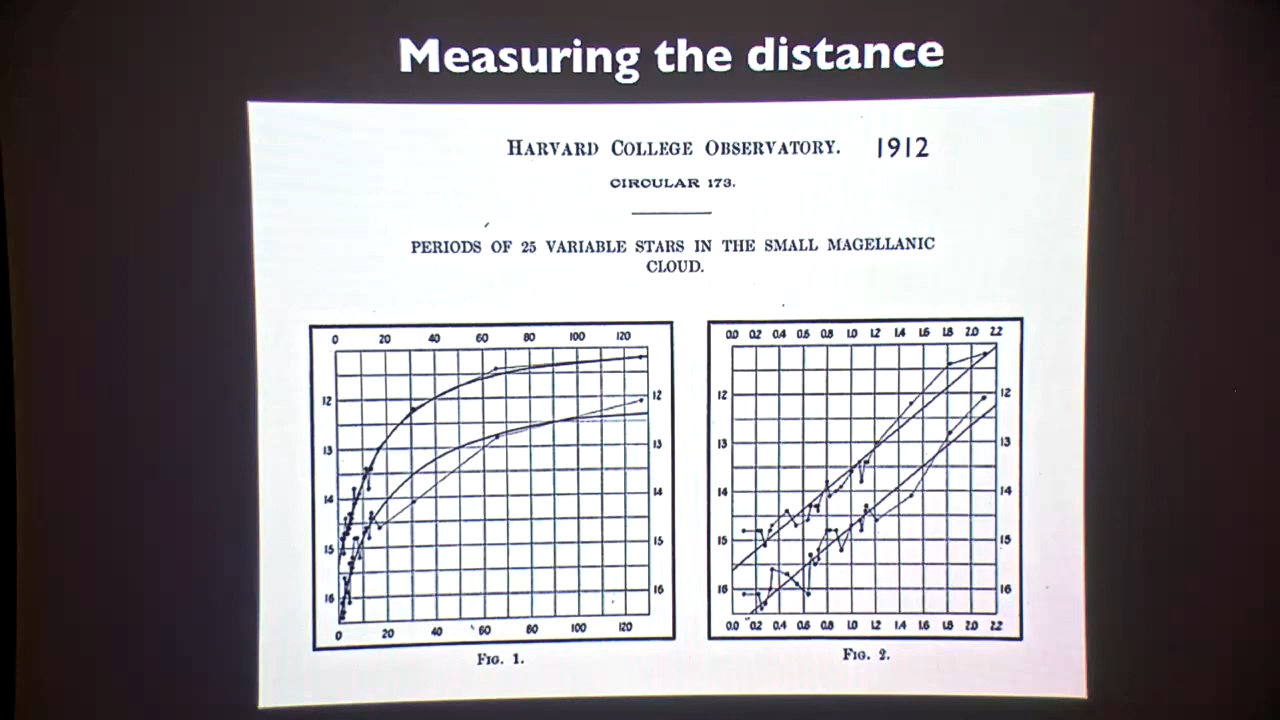 Measuring the distance
HARVARD COLLEGE OBSERVATORY. 1912
CIRCULAR 173.
PERIODS OF 25 VARIABLE STARS IN THE SMALL MAGELLANIC
CLOUD.
0 20 40 60 80 100 120
12 12
13 13
14 14
15 15
16 16
0 20 40 60 80 100 120
FIG. 1.
0.0 0.2 0.4 0.6 0.8 1.0 1.2 1.4 1.6 1.8 2.0 2.2
12 12
13 13
14 14
15 15
16 16
0.0 0.2 0.4 0.6 0.8 1.0 1.2 1.4 1.6 1.8 2.0 2.2
FIG. 2.